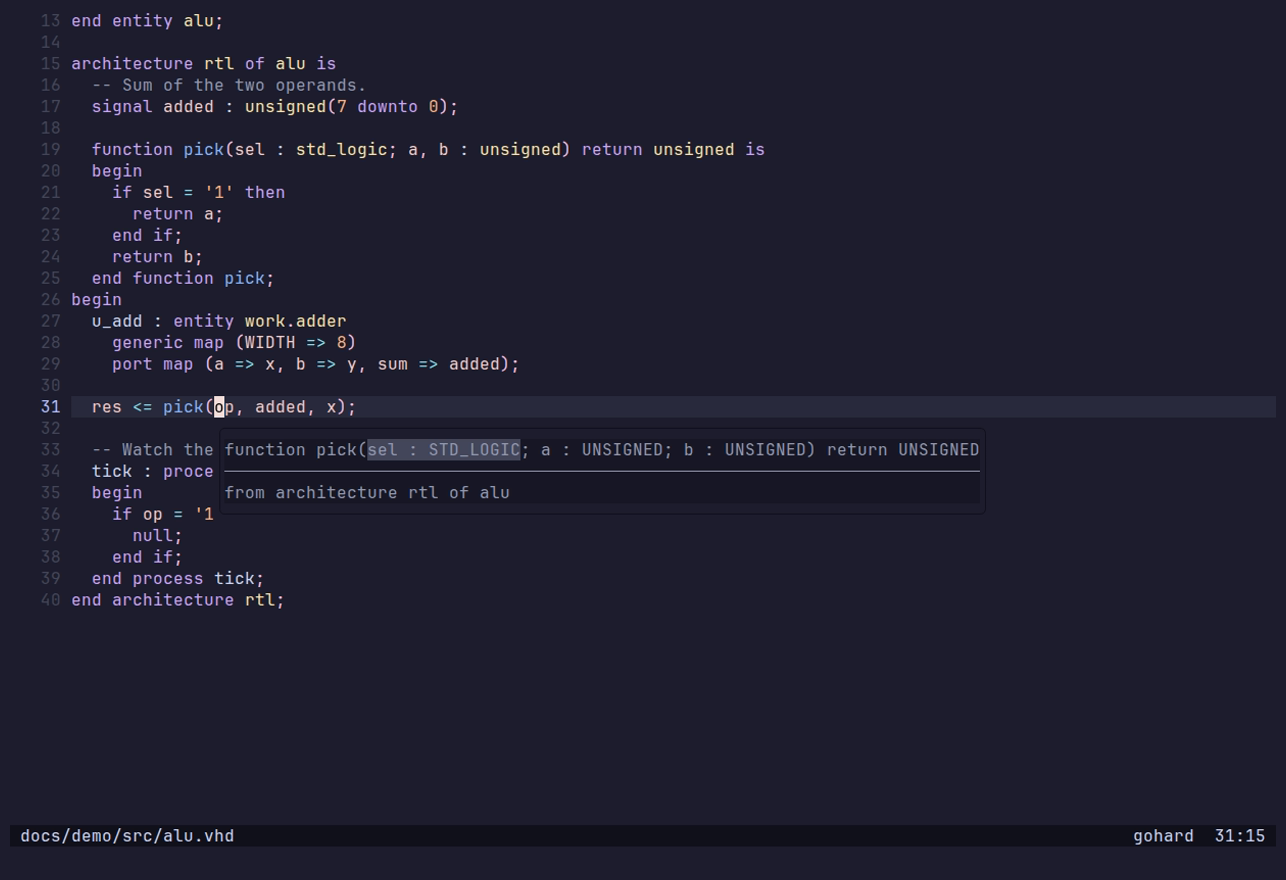 13 end entity alu;
14
15 architecture rtl of alu is
16   -- Sum of the two operands.
17   signal added : unsigned(7 downto 0);
18
19   function pick(sel : std_logic; a, b : unsigned) return unsigned is
20   begin
21     if sel = '1' then
22       return a;
23     end if;
24     return b;
25   end function pick;
26 begin
27   u_add : entity work.adder
28     generic map (WIDTH => 8)
29     port map (a => x, b => y, sum => added);
30
31   res <= pick(op, added, x);
32
33   -- Watch the function pick(sel : STD_LOGIC; a : UNSIGNED; b : UNSIGNED) return UNSIGNED
34   tick : proce
35   begin from architecture rtl of alu
36     if op = '1
37       null;
38     end if;
39   end process tick;
40 end architecture rtl;
docs/demo/src/alu.vhd gohard 31:15